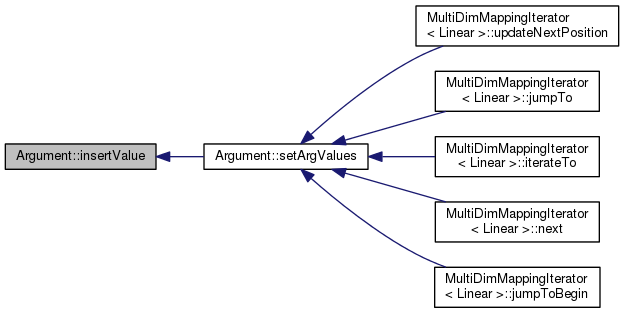 MultiDimMappingIterator
< Linear >::updateNextPosition
MultiDimMappingIterator
< Linear >::jumpTo
Argument::insertValue
Argument::setArgValues
MultiDimMappingIterator
< Linear >::iterateTo
MultiDimMappingIterator
< Linear >::next
MultiDimMappingIterator
< Linear >::jumpToBegin